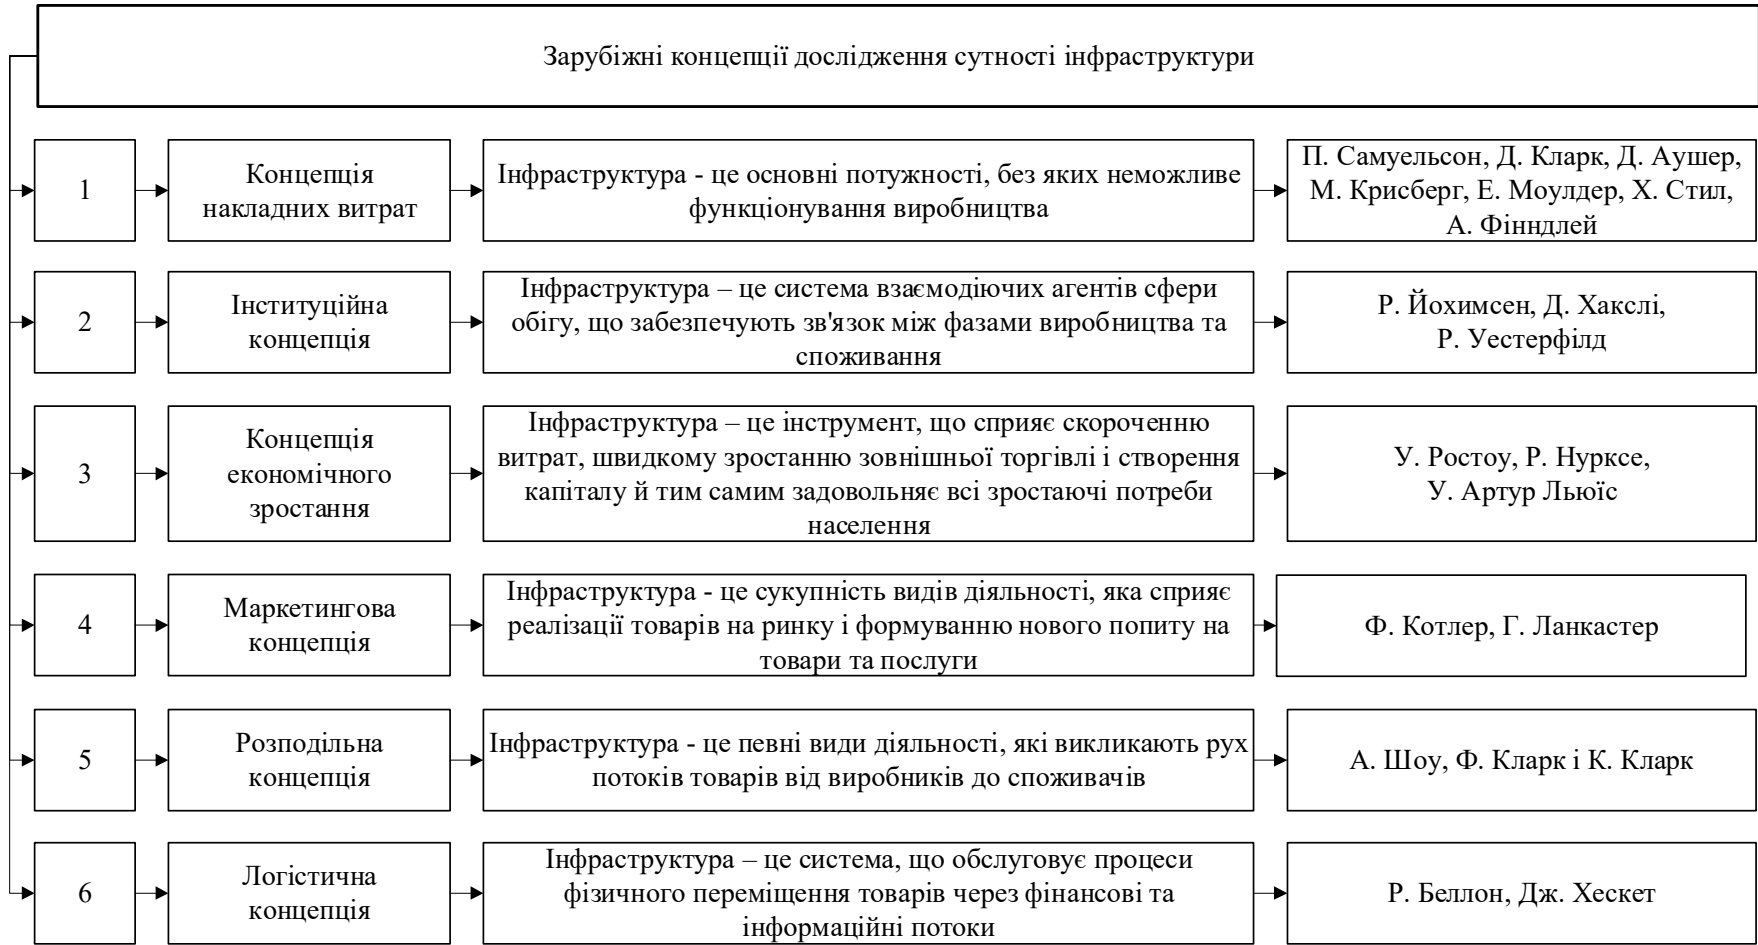 Зарубіжні концепції дослідження сутності інфраструктури
1
Концепція
накладних витрат
Інфраструктура - це основні потужності, без яких неможливе
функціонування виробництва
П. Самуельсон, Д. Кларк, Д. Аушер,
М. Крисберг, Е. Моулдер, Х. Стил,
А. Фінндлей
2
Інституційна
концепція
Інфраструктура – це система взаємодіючих агентів сфери
обігу, що забезпечують зв'язок між фазами виробництва та
споживання
Р. Йохимсен, Д. Хакслі,
Р. Уестерфілд
3
Концепція
економічного
зростання
Інфраструктура – це інструмент, що сприяє скороченню
витрат, швидкому зростанню зовнішньої торгівлі і створення
капіталу й тим самим задовольняє всі зростаючі потреби
населення
У. Ростоу, Р. Нурксе,
У. Артур Льюїс
4
Маркетингова
концепція
Інфраструктура - це сукупність видів діяльності, яка сприяє
реалізації товарів на ринку і формуванню нового попиту на
товари та послуги
Ф. Котлер, Г. Ланкастер
5
Розподільна
концепція
Інфраструктура - це певні види діяльності, які викликають рух
потоків товарів від виробників до споживачів
А. Шоу, Ф. Кларк і К. Кларк
6
Логістична
концепція
Інфраструктура – це система, що обслуговує процеси
фізичного переміщення товарів через фінансові та
інформаційні потоки
Р. Беллон, Дж. Хескет